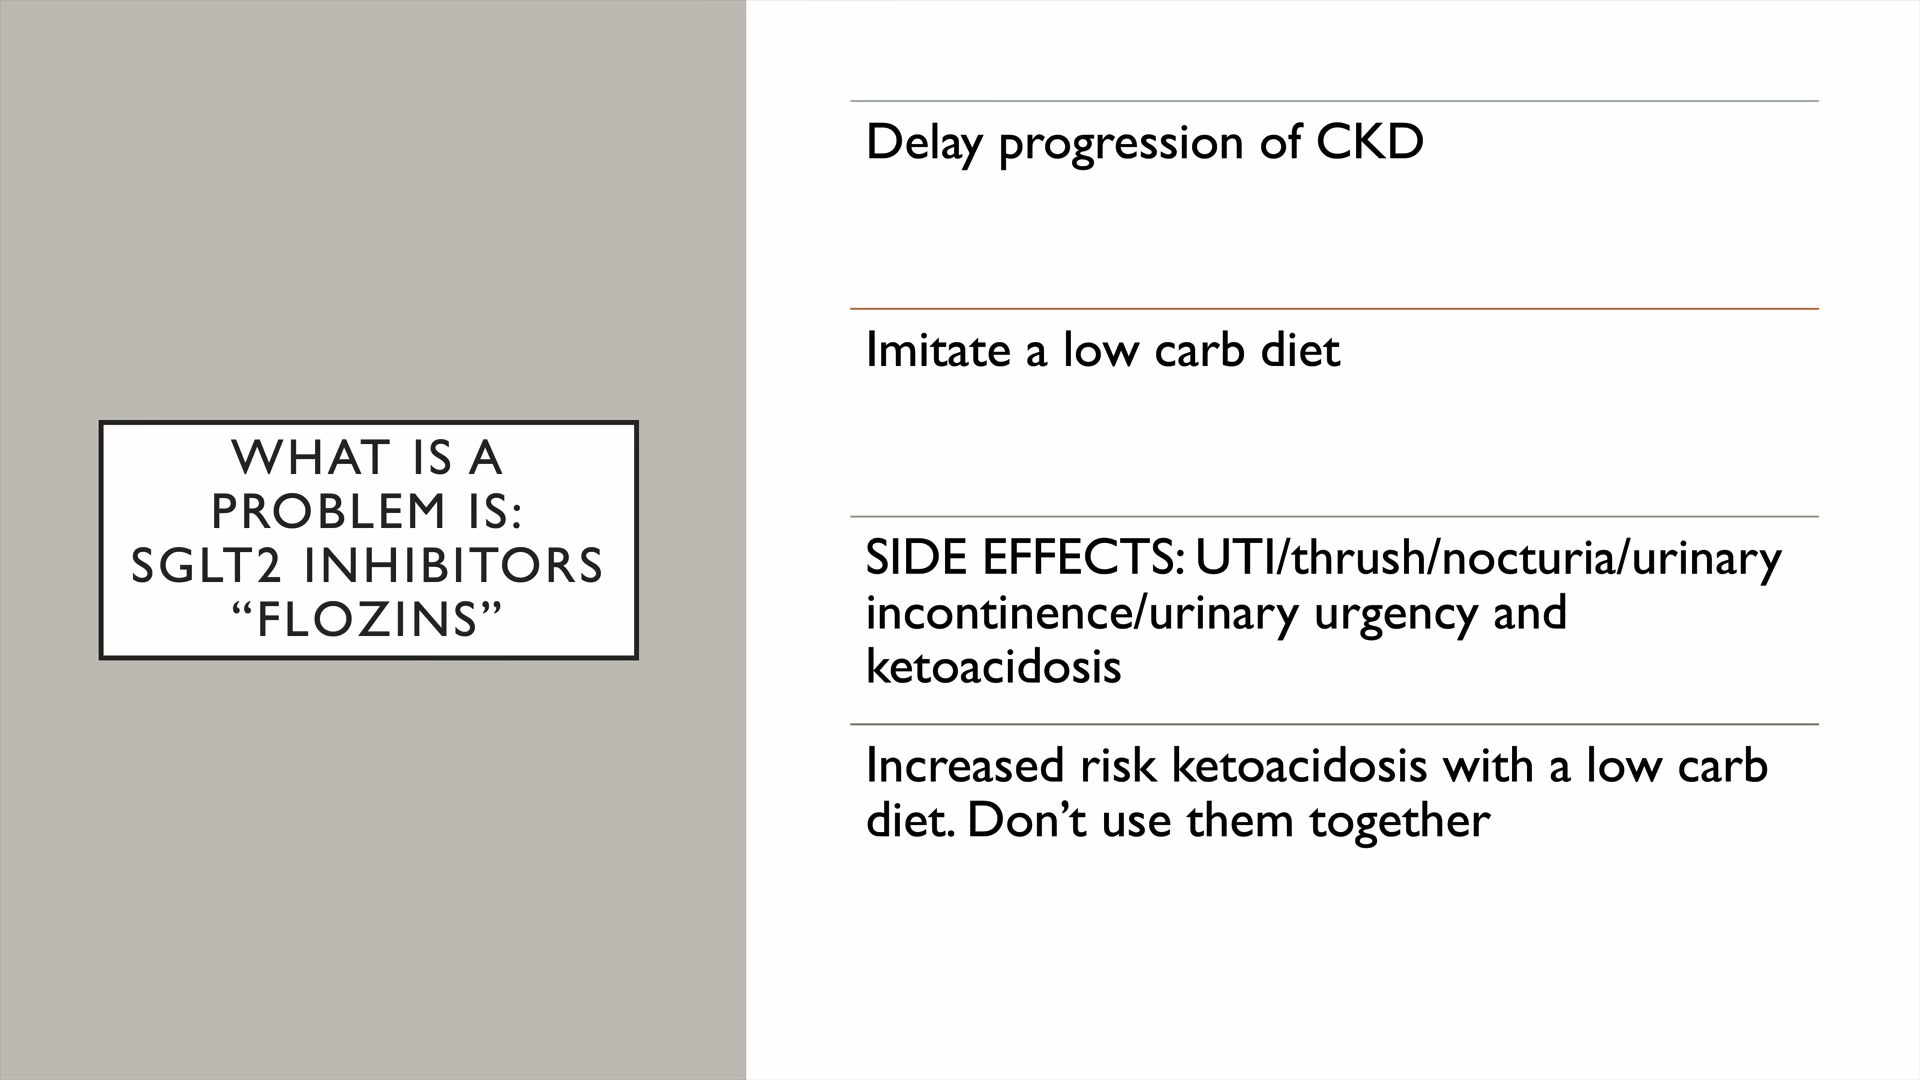 WHAT IS A
PROBLEM IS:
SGLT2 INHIBITORS
“FLOZINS”
Delay progression of CKD
Imitate a low carb diet
SIDE EFFECTS: UTI/thrush/nocturia/urinary
incontinence/urinary urgency and
ketoacidosis
Increased risk ketoacidosis with a low carb
diet. Don’t use them together